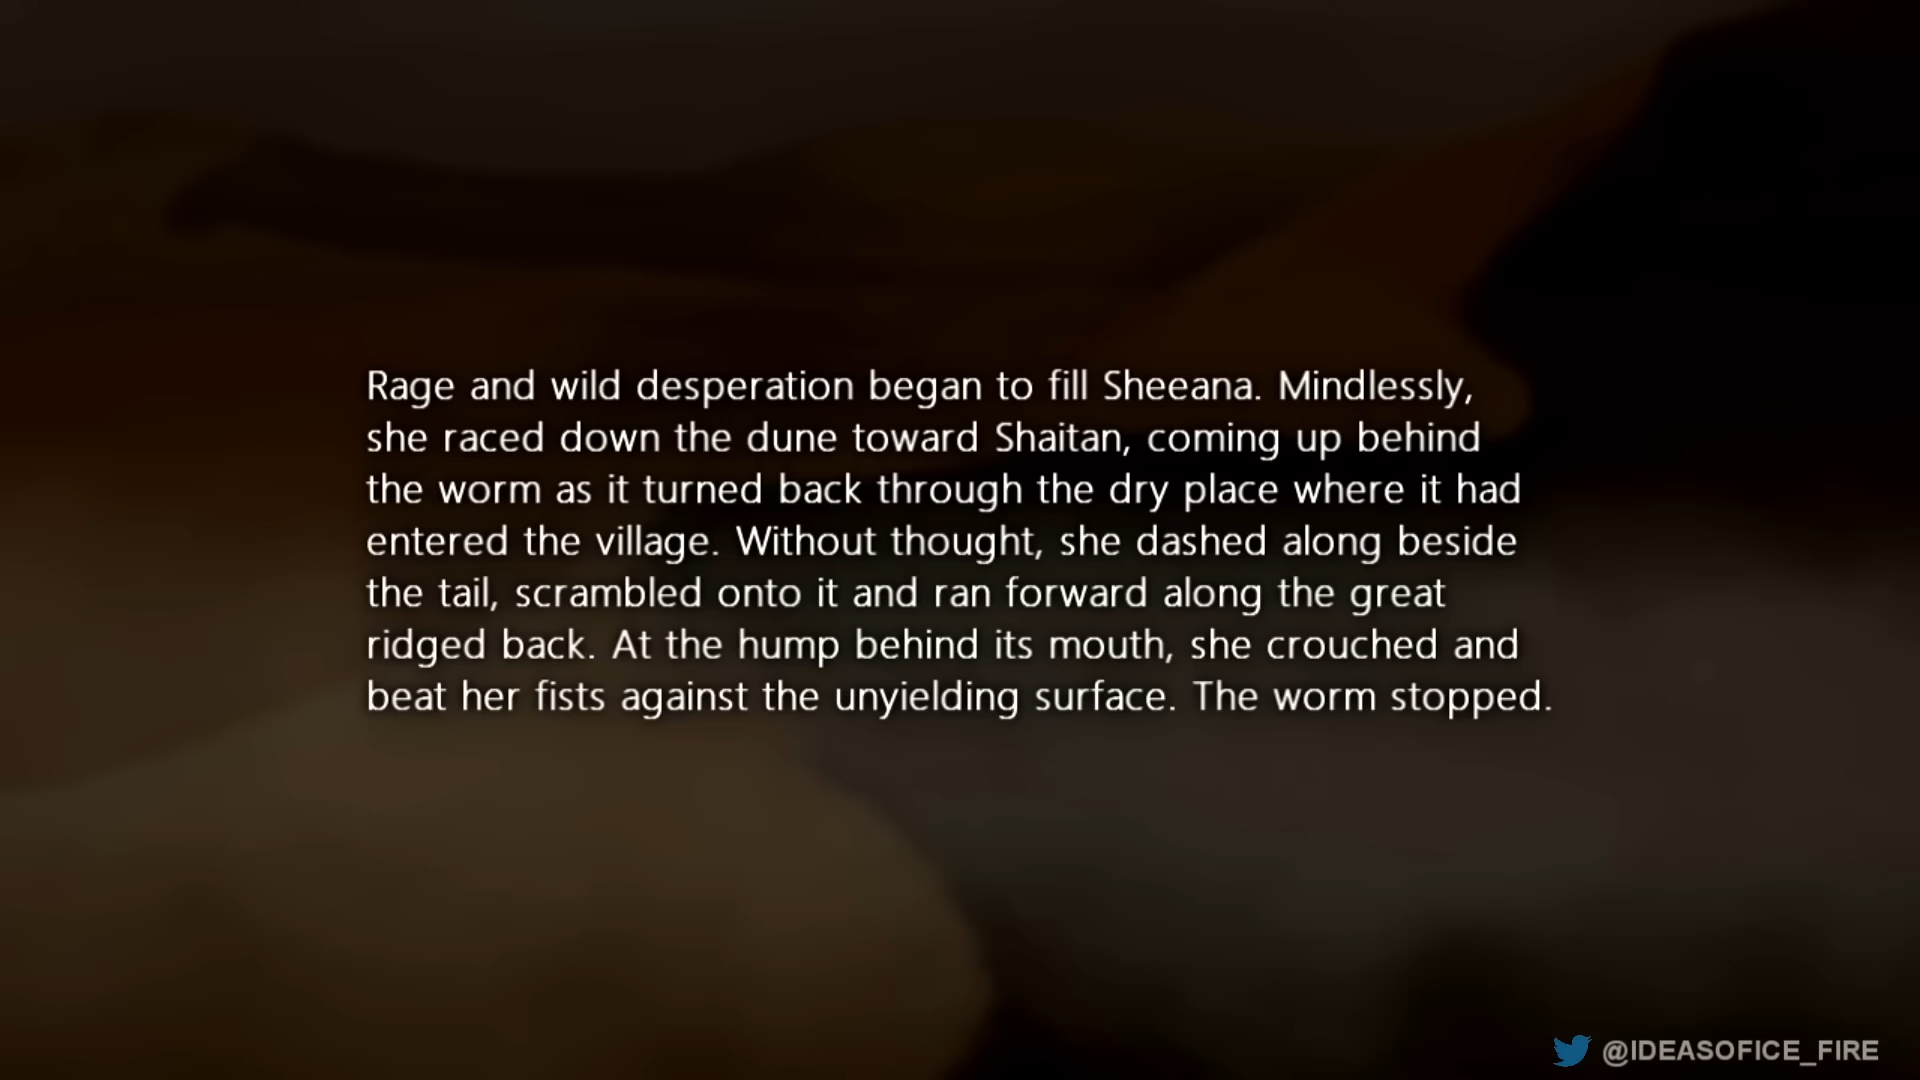 Rage and wild desperation began to fill Sheeana. Mindlessly,
she raced down the dune toward Shaitan, coming up behind
the worm as it turned back through the dry place where it had
entered the village. Without thought, she dashed along beside
the tail, scrambled onto it and ran forward along the great
ridged back. At the hump behind its mouth, she crouched and
beat her fists against the unyielding surface. The worm stopped.
@IDEASOFICE_FIRE